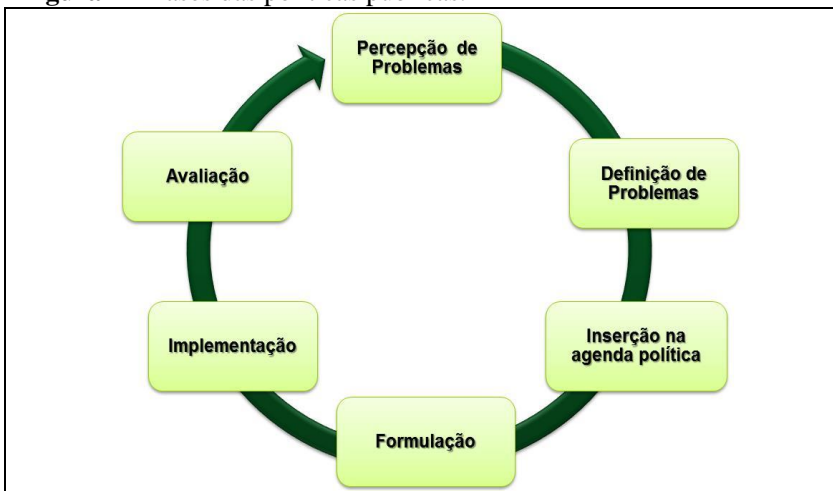 Percepção de
Problemas
Definição de
Problemas
Inserção na
agenda política
Formulação
Implementação
Avaliação